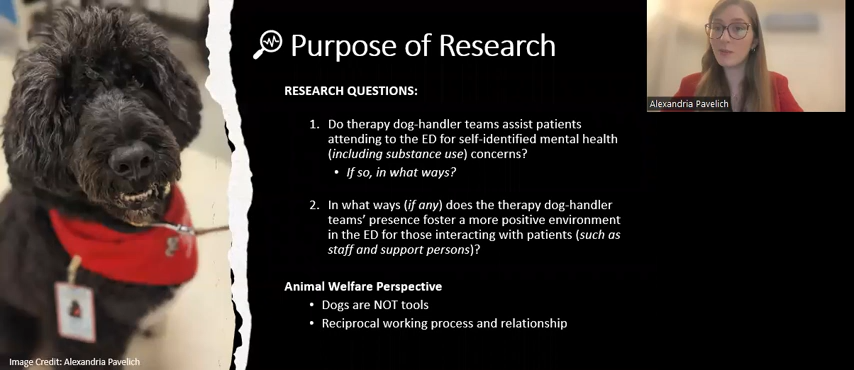 Purpose of Research
RESEARCH QUESTIONS:
1. Do therapy dog-handler teams assist patients
attending to the ED for self-identified mental health
(including substance use) concerns?
• If so, in what ways?
2. In what ways (if any) does the therapy dog-handler
teams' presence foster a more positive environment
in the ED for those interacting with patients (such as
staff and support persons)?
Animal Welfare Perspective
• Dogs are NOT tools
• Reciprocal working process and relationship
Image Credit: Alexandria Pavelich
Alexandria Pavelich